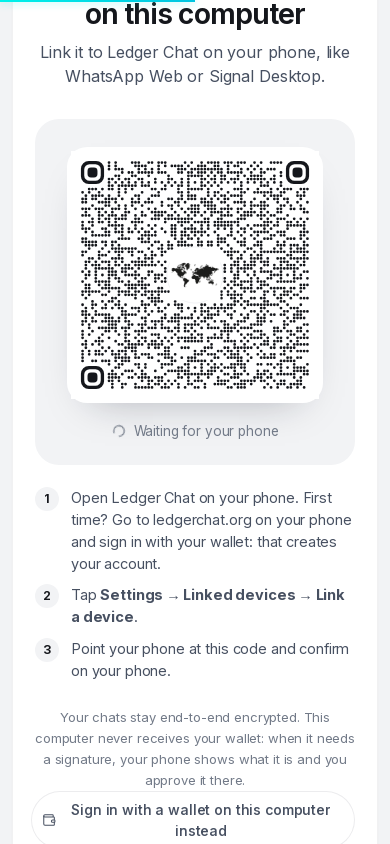 on this computer
Link it to Ledger Chat on your phone, like
WhatsApp Web or Signal Desktop.
Waiting for your phone
1 Open Ledger Chat on your phone. First
time? Go to ledgerchat.org on your phone
and sign in with your wallet: that creates
your account.
2 Tap Settings → Linked devices → Link
a device.
3 Point your phone at this code and confirm
on your phone.
Your chats stay end-to-end encrypted. This
computer never receives your wallet: when it needs
a signature, your phone shows what it is and you
approve it there.
Sign in with a wallet on this computer
instead